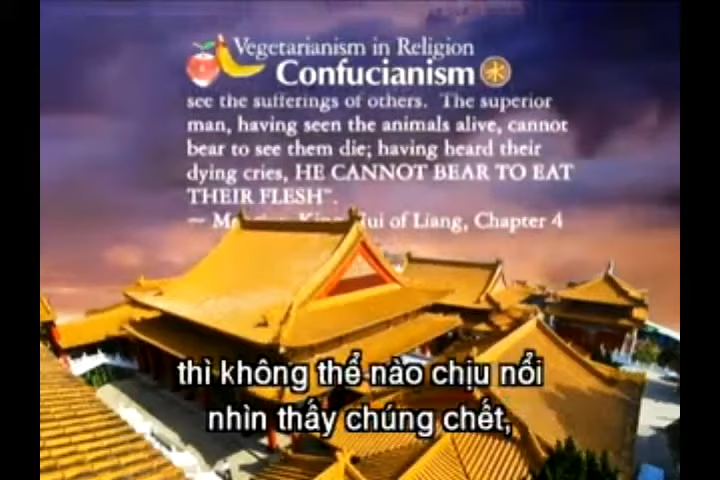 Vegetarianism in Religion
Confucianism
see the sufferings of others. The superior
man, having seen the animals alive, cannot
bear to see them die; having heard their
dying cries, HE CANNOT BEAR TO EAT
THEIR FLESH".
~ of Liang, Chapter 4
thì không thể nào chịu nổi
nhìn thấy chúng chết,